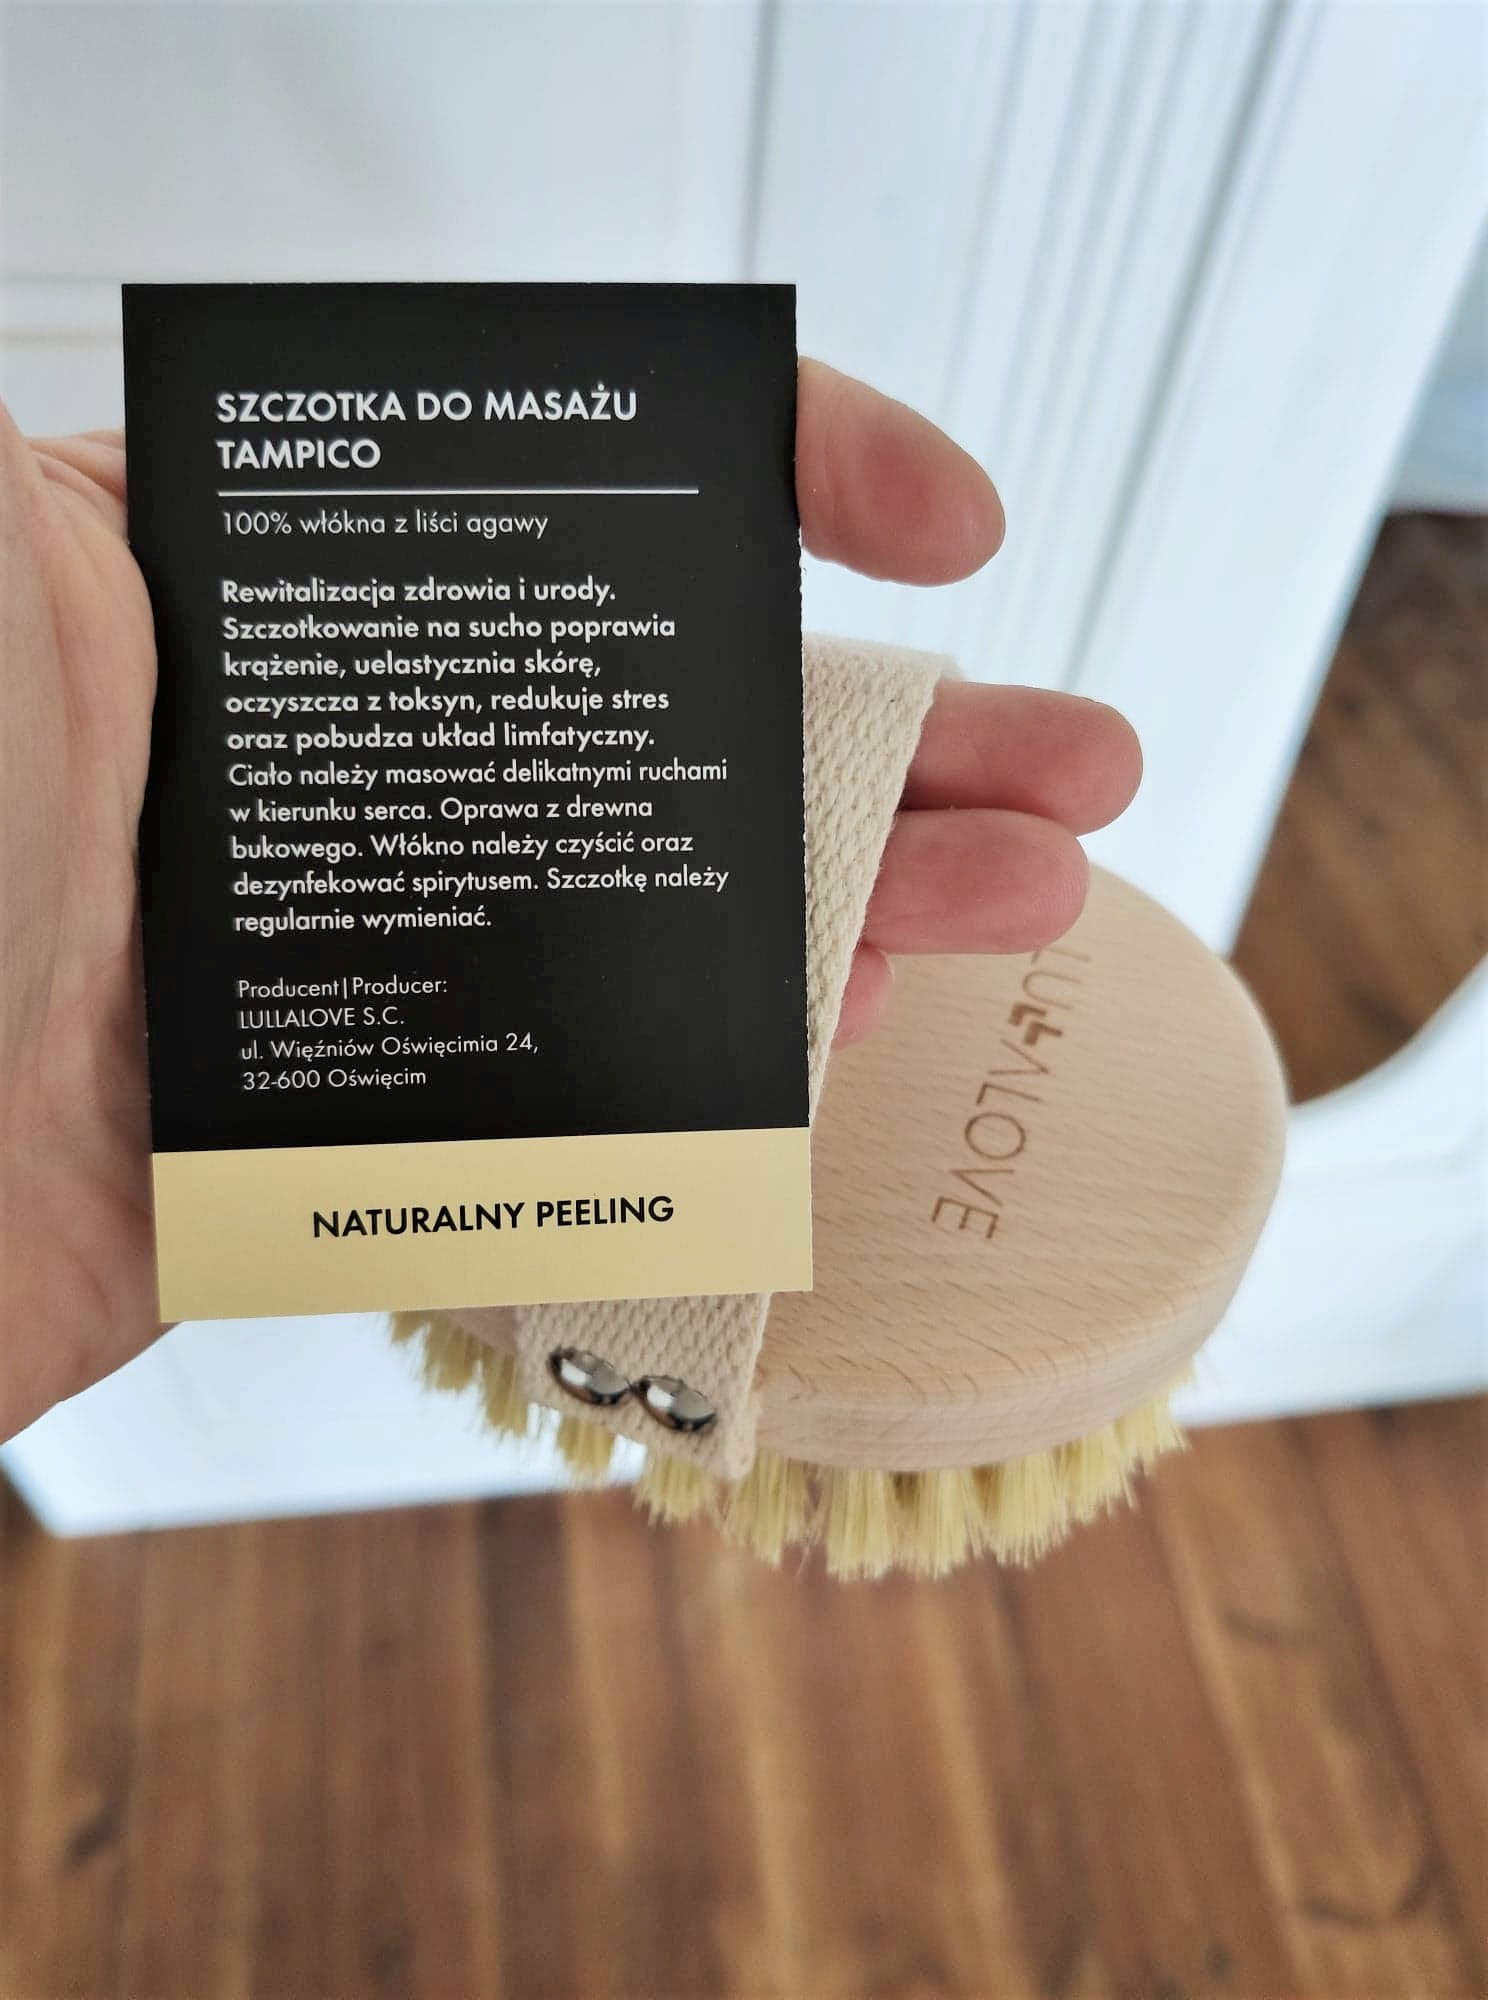 SZCZOTKA DO MASAŻU
TAMPICO
100% włókna z liści agawy
Rewitalizacja zdrowia i urody.
Szczotkowanie na sucho poprawia
krążenie, uelastycznia skórę,
oczyszcza z toksyn, redukuje stres
oraz pobudza układ limfatyczny.
Ciało należy masować delikatnymi ruchami
w kierunku serca. Oprawa z drewna
bukowego. Włókno należy czyścić oraz
dezynfekować spirytusem. Szczotkę należy
regularnie wymieniać.
Producent|Producer:
LULLALOVE S.C.
ul. Więźniów Oświęcimia 24,
32-600 Oświęcim
NATURALNY PEELING
LULLALOVE